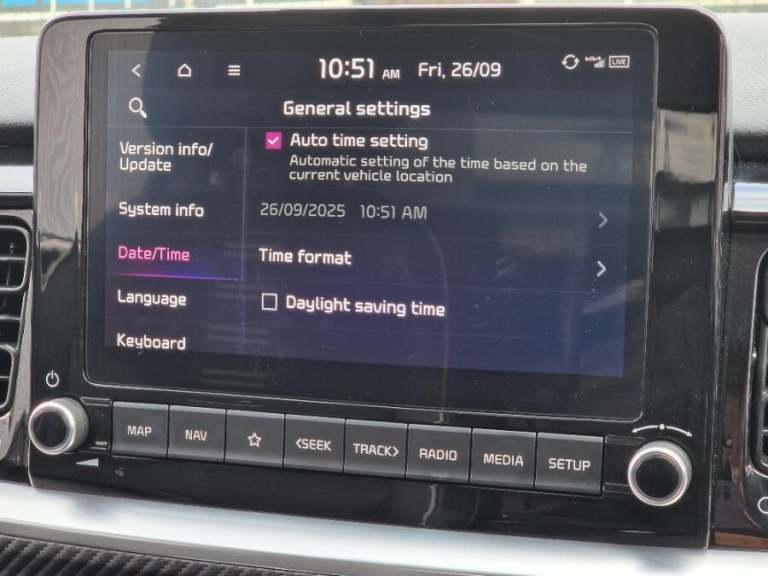 10:51 AM Fri, 26/09
LIVE
General settings
Version info/
Update
Auto time setting
Automatic setting of the time based on the
current vehicle location
System info
26/09/2025 10:51 AM
Date/Time
Time format
Language
Daylight saving time
Keyboard
MAP NAV <SEEK TRACK> RADIO MEDIA SETUP